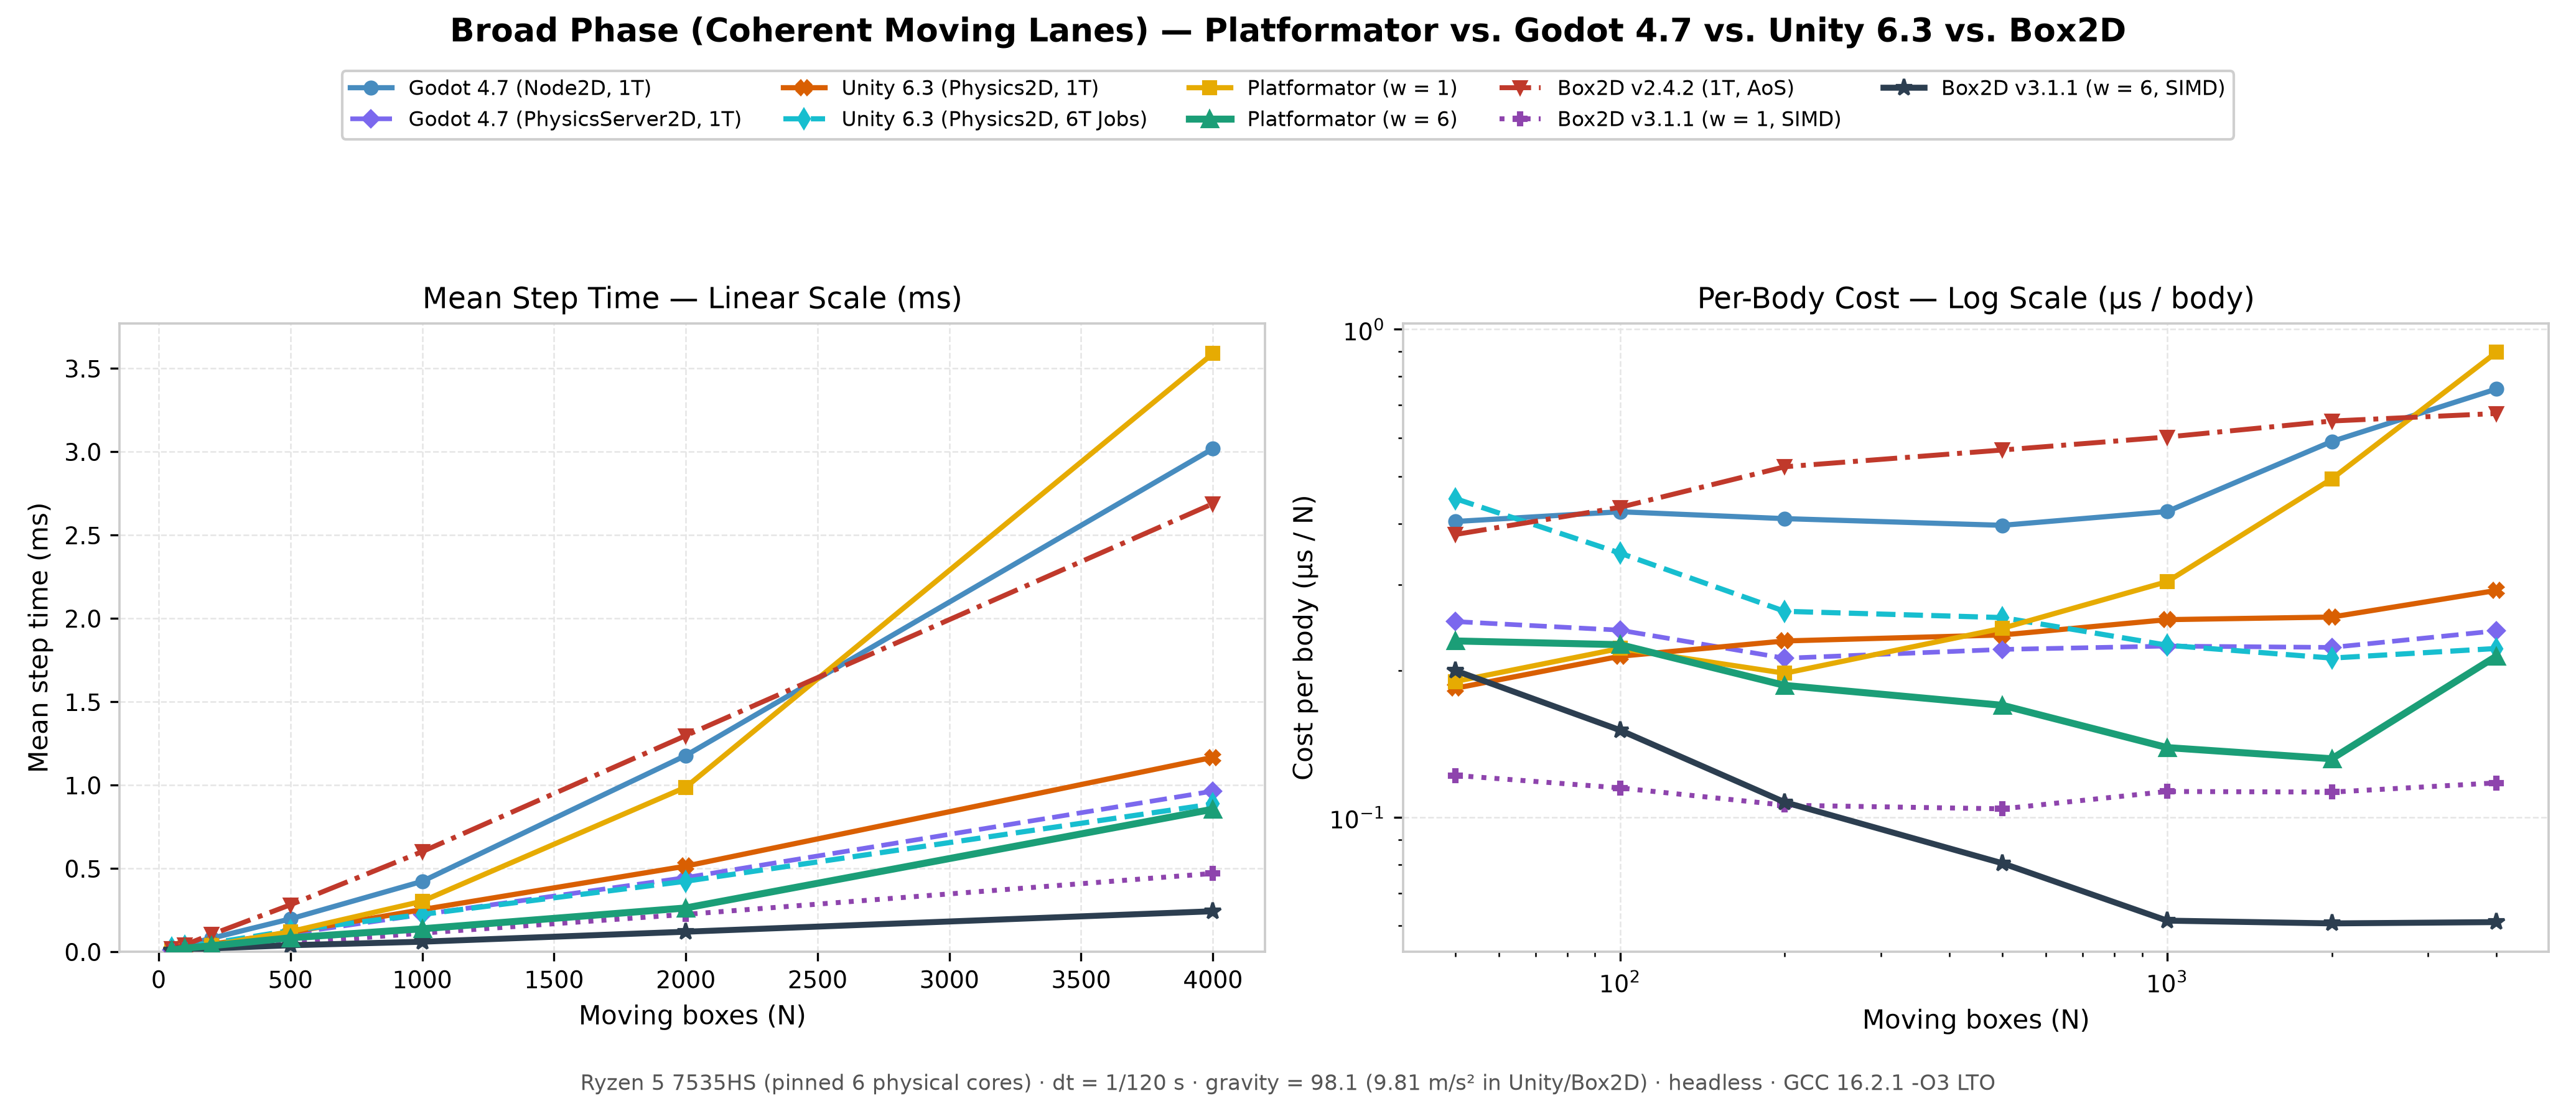 Broad Phase (Coherent Moving Lanes) — Platformator vs. Godot 4.7 vs. Unity 6.3 vs. Box2D
Godot 4.7 (Node2D, 1T)
Godot 4.7 (PhysicsServer2D, 1T)
Unity 6.3 (Physics2D, 1T)
Unity 6.3 (Physics2D, 6T Jobs)
Platformator (w = 1)
Platformator (w = 6)
Box2D v2.4.2 (1T, AoS)
Box2D v3.1.1 (w = 1, SIMD)
Box2D v3.1.1 (w = 6, SIMD)
Mean Step Time — Linear Scale (ms)
Mean step time (ms)
3.5
3.0
2.5
2.0
1.5
1.0
0.5
0.0
0 500 1000 1500 2000 2500 3000 3500 4000
Moving boxes (N)
Per-Body Cost — Log Scale (µs / body)
Cost per body (µs / N)
10⁰
10⁻¹
10² 10³
Moving boxes (N)
Ryzen 5 7535HS (pinned 6 physical cores) · dt = 1/120 s · gravity = 98.1 (9.81 m/s² in Unity/Box2D) · headless · GCC 16.2.1 -O3 LTO